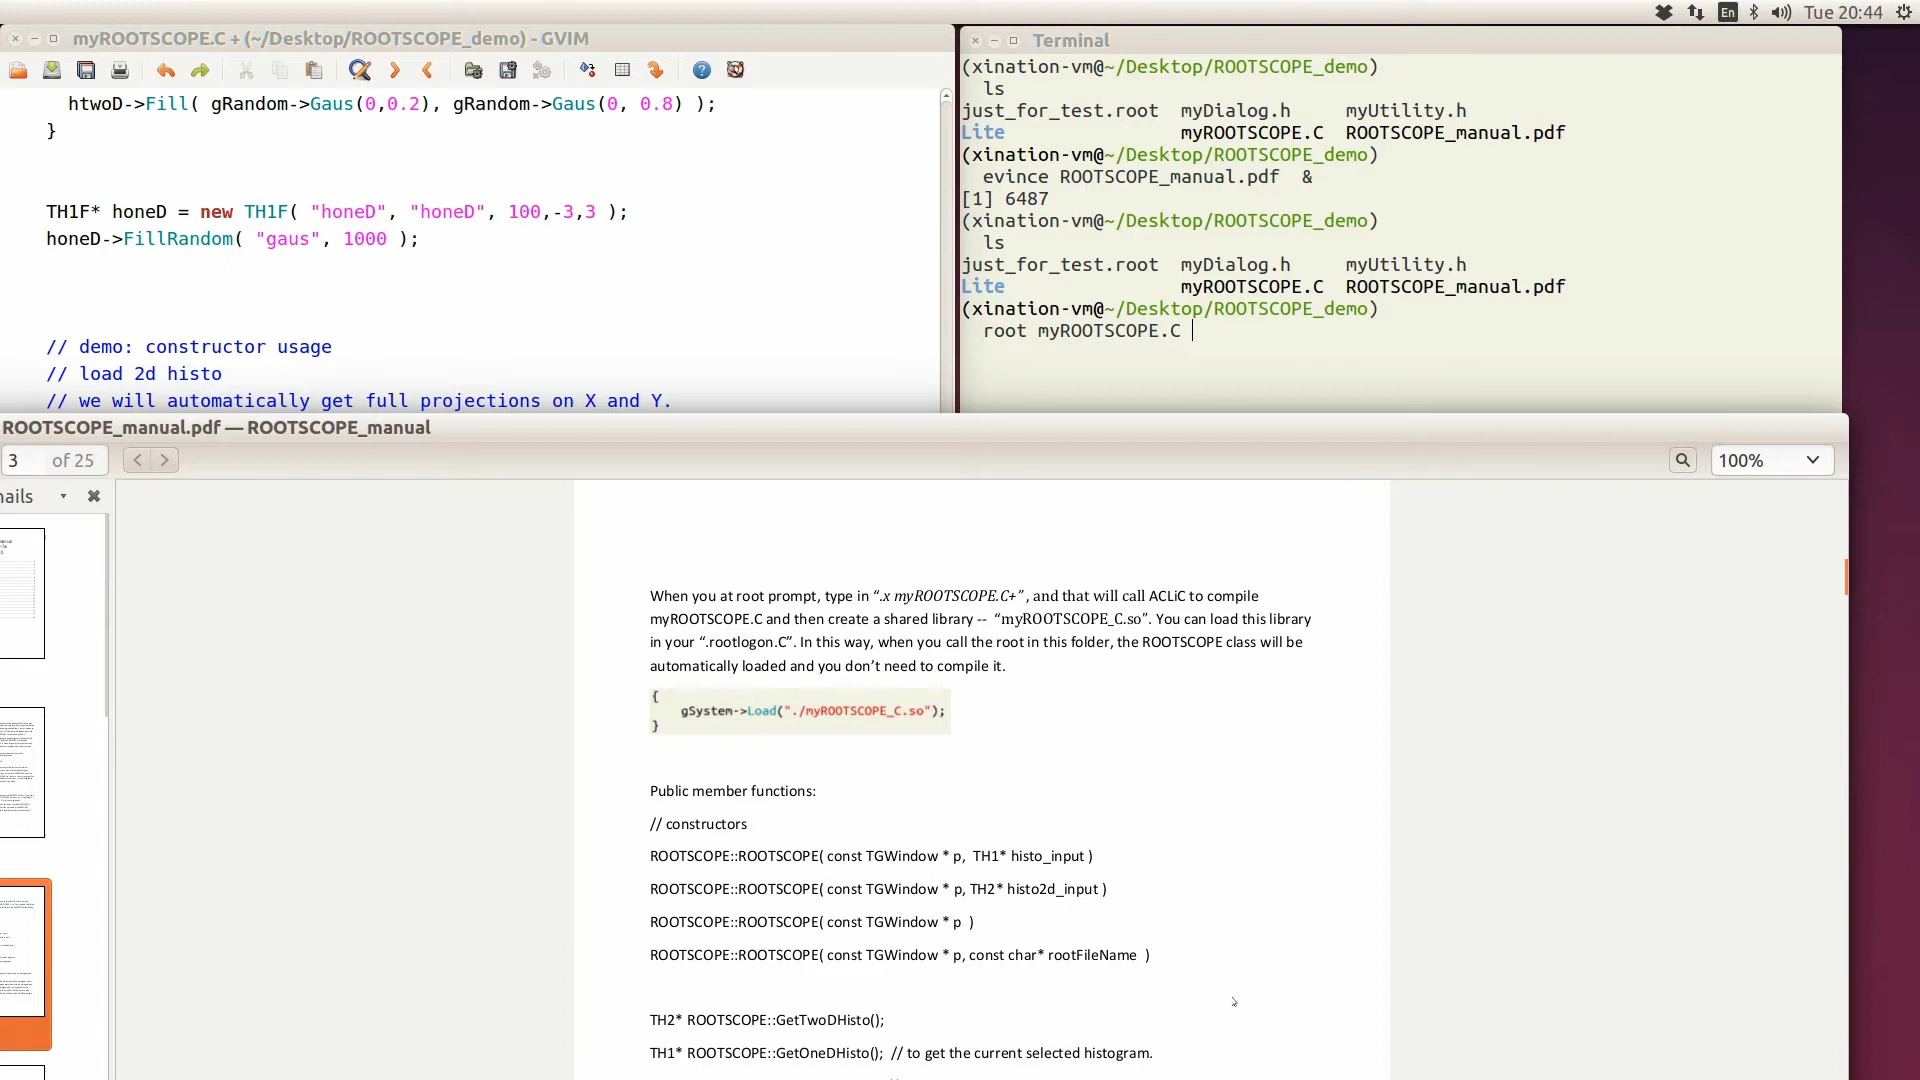 En
Tue 20:44
myROOTSCOPE.C + (~/Desktop/ROOTSCOPE_demo) - GVIM
htwoD->Fill( gRandom->Gaus(0,0.2), gRandom->Gaus(0, 0.8) );
}
TH1F* honeD = new TH1F( "honeD", "honeD", 100,-3,3 );
honeD->FillRandom( "gaus", 1000 );
// demo: constructor usage
// load 2d histo
// we will automatically get full projections on X and Y.
Terminal
(xination-vm@~/Desktop/ROOTSCOPE_demo)
ls
just_for_test.root myDialog.h myUtility.h
Lite myROOTSCOPE.C ROOTSCOPE_manual.pdf
(xination-vm@~/Desktop/ROOTSCOPE_demo)
evince ROOTSCOPE_manual.pdf &
[1] 6487
(xination-vm@~/Desktop/ROOTSCOPE_demo)
ls
just_for_test.root myDialog.h myUtility.h
Lite myROOTSCOPE.C ROOTSCOPE_manual.pdf
(xination-vm@~/Desktop/ROOTSCOPE_demo)
root myROOTSCOPE.C
ROOTSCOPE_manual.pdf — ROOTSCOPE_manual
3 of 25
100%
nails
When you at root prompt, type in “.x myROOTSCOPE.C+” , and that will call ACLiC to compile
myROOTSCOPE.C and then create a shared library -- “myROOTSCOPE_C.so”. You can load this library
in your “.rootlogon.C”. In this way, when you call the root in this folder, the ROOTSCOPE class will be
automatically loaded and you don’t need to compile it.
{
gSystem->Load("./myROOTSCOPE_C.so");
}
Public member functions:
// constructors
ROOTSCOPE::ROOTSCOPE( const TGWindow * p, TH1* histo_input )
ROOTSCOPE::ROOTSCOPE( const TGWindow * p, TH2* histo2d_input )
ROOTSCOPE::ROOTSCOPE( const TGWindow * p )
ROOTSCOPE::ROOTSCOPE( const TGWindow * p, const char* rootFileName )
TH2* ROOTSCOPE::GetTwoDHisto();
TH1* ROOTSCOPE::GetOneDHisto(); // to get the current selected histogram.